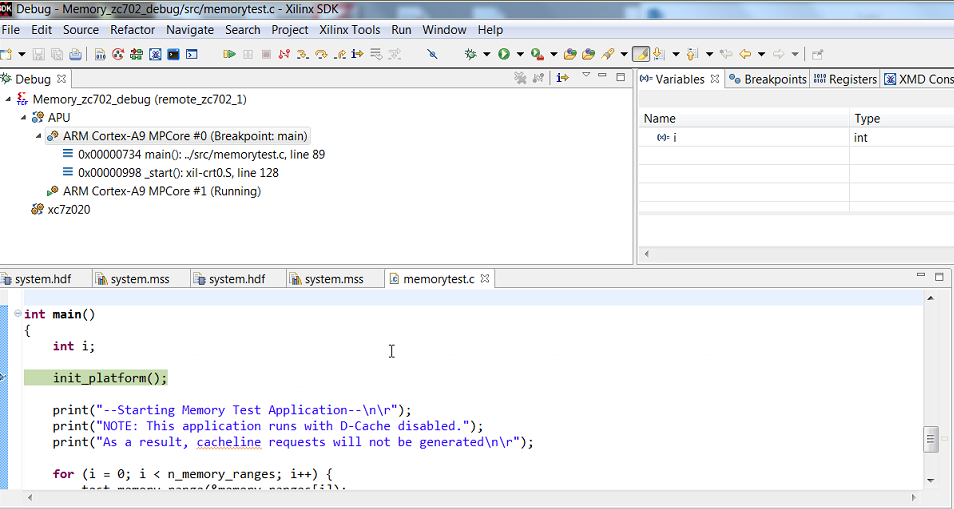 Debug - Memory_zc702_debug/src/memorytest.c - Xilinx SDK
File Edit Source Refactor Navigate Search Project Xilinx Tools Run Window Help
Debug
Variables Breakpoints Registers XMD Cons
Memory_zc702_debug (remote_zc702_1)
APU
ARM Cortex-A9 MPCore #0 (Breakpoint: main)
0x00000734 main(): ../src/memorytest.c, line 89
0x00000998 _start(): xil-crt0.S, line 128
ARM Cortex-A9 MPCore #1 (Running)
xc7z020
Name Type
i int
system.hdf system.mss system.hdf system.mss memorytest.c
int main()
{
int i;
init_platform();
print("--Starting Memory Test Application--\n\r");
print("NOTE: This application runs with D-Cache disabled.");
print("As a result, cacheline requests will not be generated\n\r");
for (i = 0; i < n_memory_ranges; i++) {
test_memory_range(&memory_ranges[i]);